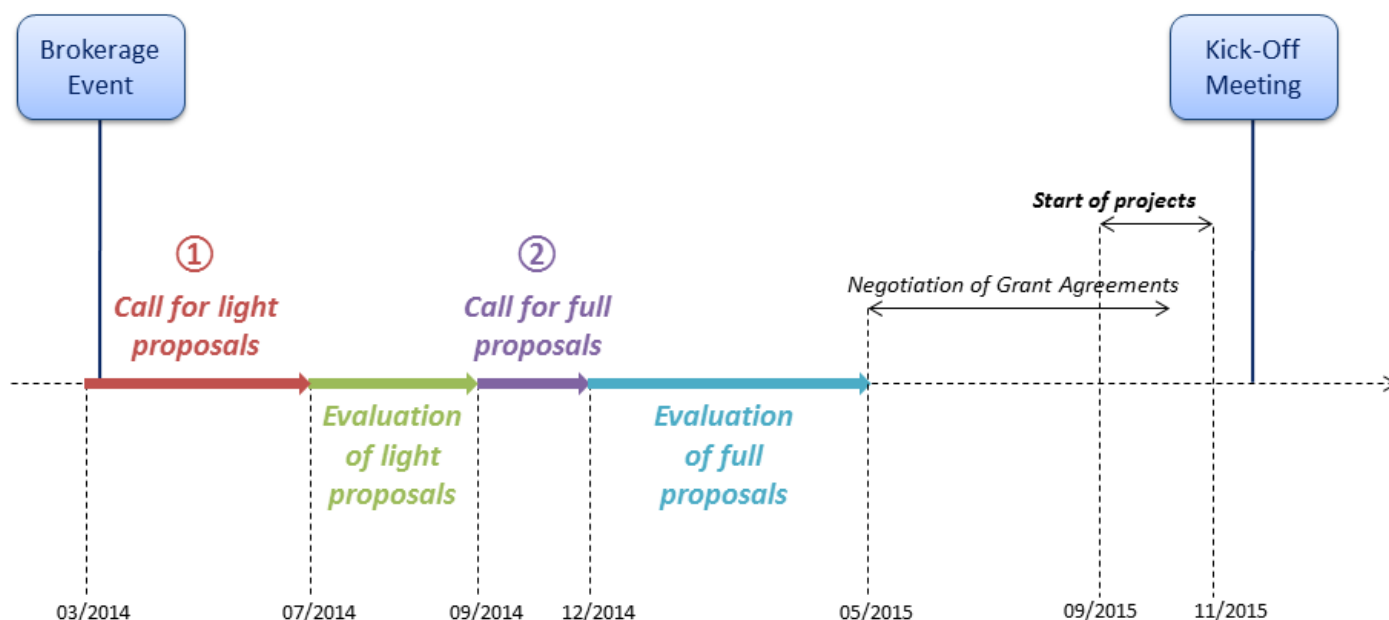 Brokerage
Event
Kick-Off
Meeting
Start of projects
①
②
Negotiation of Grant Agreements
Call for light
proposals
Call for full
proposals
Evaluation
of light
proposals
Evaluation
of full
proposals
03/2014
07/2014
09/2014
12/2014
05/2015
09/2015
11/2015